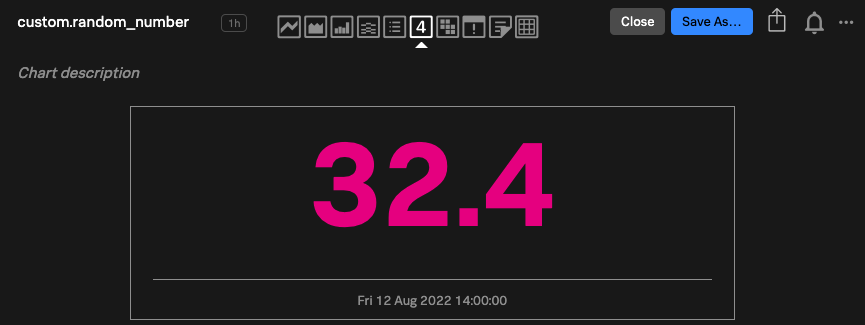 custom.random_number 1h 4 ! Close Save As...
Chart description
32.4
Fri 12 Aug 2022 14:00:00